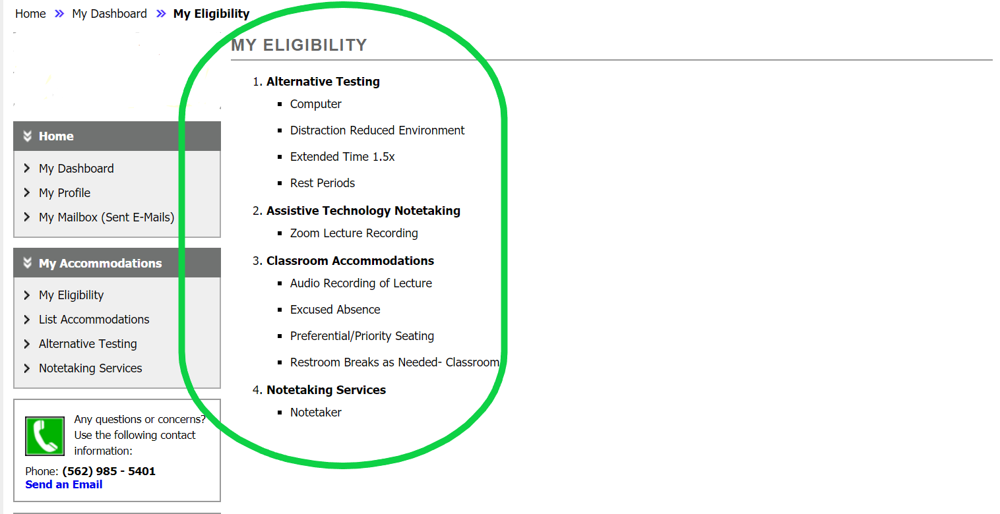 Home » My Dashboard » My Eligibility
MY ELIGIBILITY
1. Alternative Testing
▪ Computer
▪ Distraction Reduced Environment
▪ Extended Time 1.5x
▪ Rest Periods
2. Assistive Technology Notetaking
▪ Zoom Lecture Recording
3. Classroom Accommodations
▪ Audio Recording of Lecture
▪ Excused Absence
▪ Preferential/Priority Seating
▪ Restroom Breaks as Needed- Classroom
4. Notetaking Services
▪ Notetaker
Home
My Dashboard
My Profile
My Mailbox (Sent E-Mails)
My Accommodations
My Eligibility
List Accommodations
Alternative Testing
Notetaking Services
Any questions or concerns?
Use the following contact
information:
Phone: (562) 985 - 5401
Send an Email